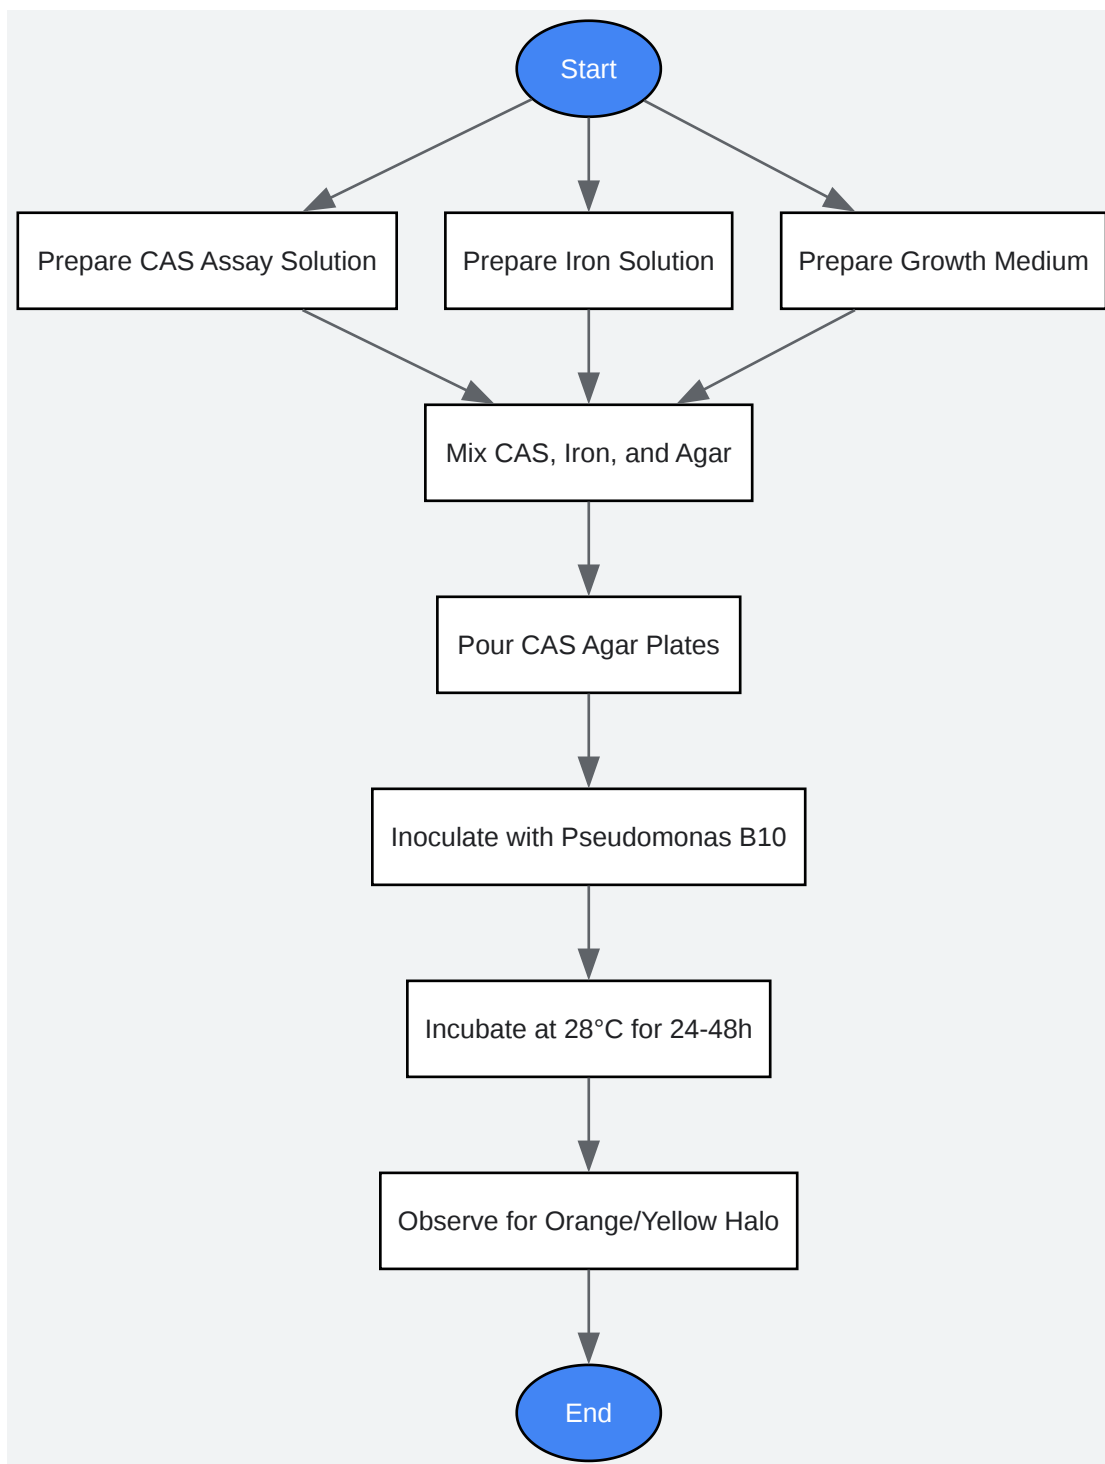 Start
Prepare CAS Assay Solution
Prepare Iron Solution
Prepare Growth Medium
Mix CAS, Iron, and Agar
Pour CAS Agar Plates
Inoculate with Pseudomonas B10
Incubate at 28°C for 24-48h
Observe for Orange/Yellow Halo
End